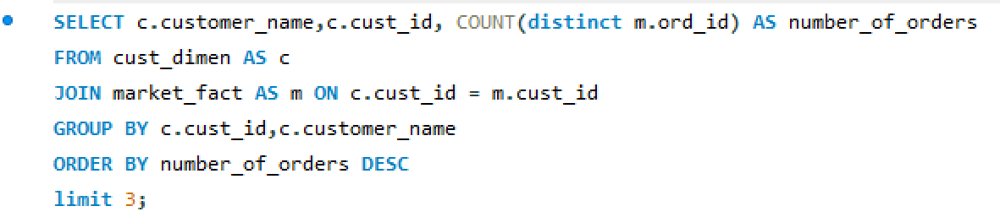 SELECT c.customer_name,c.cust_id, COUNT(distinct m.ord_id) AS number_of_orders
FROM cust_dimen AS c
JOIN market_fact AS m ON c.cust_id = m.cust_id
GROUP BY c.cust_id,c.customer_name
ORDER BY number_of_orders DESC
limit 3;